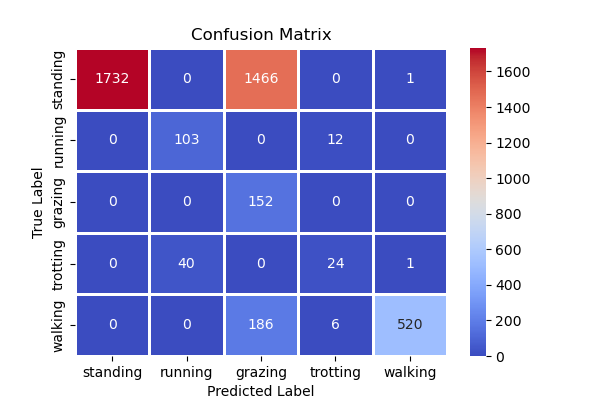 Confusion Matrix
True Label
standing 1732 0 1466 0 1
running 0 103 0 12 0
grazing 0 0 152 0 0
trotting 0 40 0 24 1
walking 0 0 186 6 520
standing running grazing trotting walking
Predicted Label
1600
1400
1200
1000
800
600
400
200
0